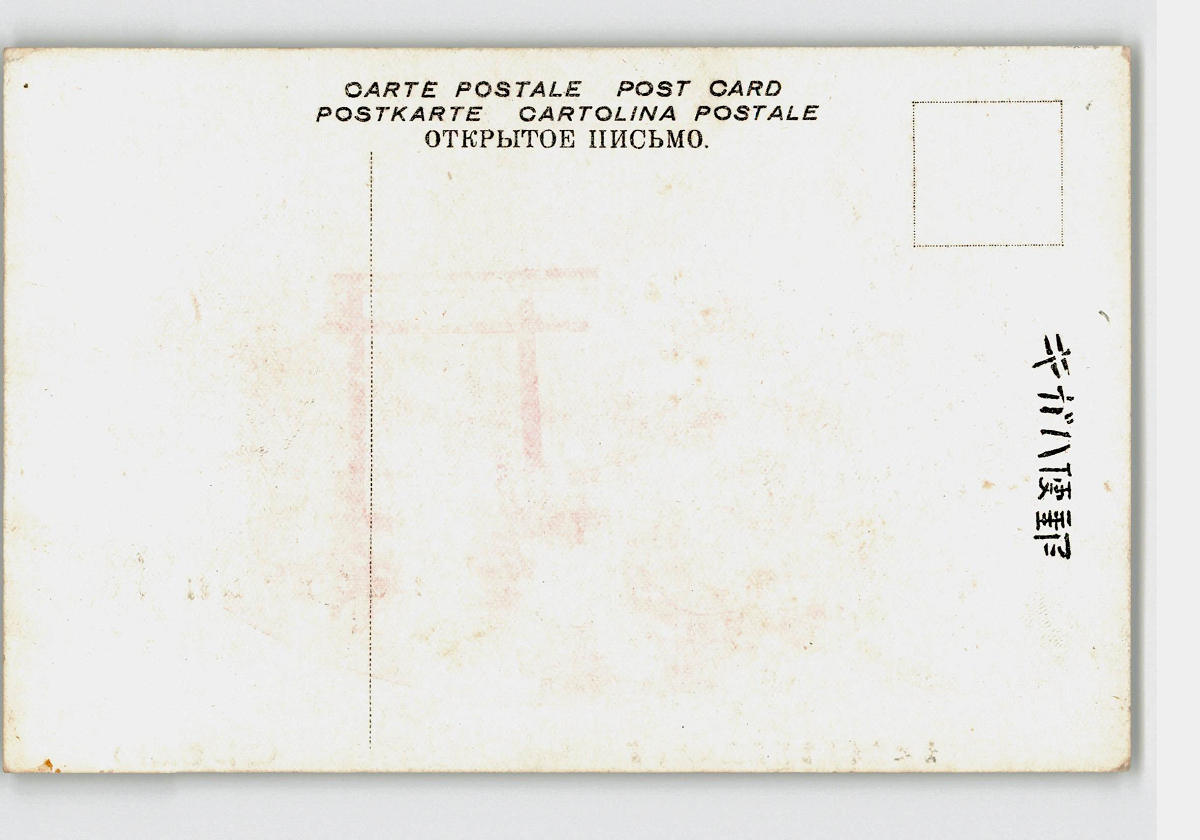 CARTE POSTALE POST CARD
POSTKARTE CARTOLINA POSTALE
ОТКРЫТОЕ ПИСЬМО.
郵便ハガキ